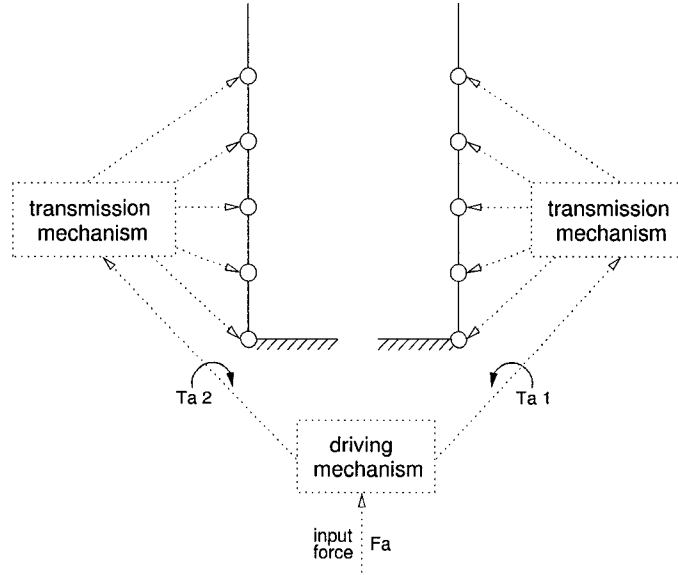 transmission
mechanism
transmission
mechanism
Ta 2
Ta 1
driving
mechanism
input
force
Fa